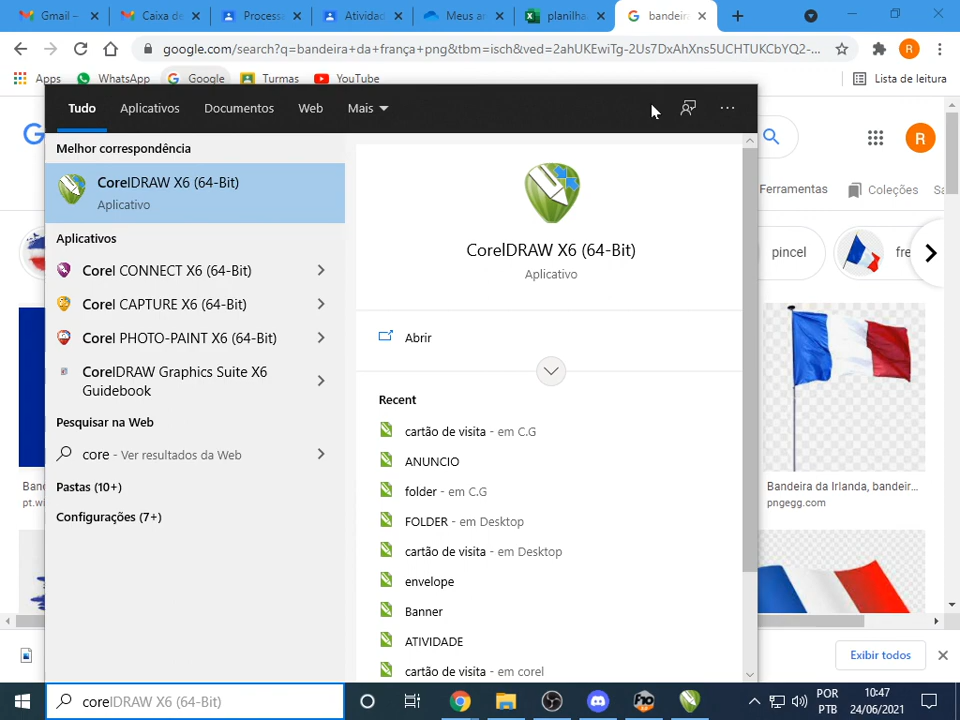 Gmail –
Caixa de
Processa
Atividad
Meus ar
planilha
bandeira
google.com/search?q=bandeira+da+frança+png&tbm=isch&ved=2ahUKEwiTg-2Us7DxAhXns5UCHTUKCbYQ2-...
R
Apps
WhatsApp
Google
Turmas
YouTube
Lista de leitura
Tudo
Aplicativos
Documentos
Web
Mais
G
R
Melhor correspondência
CorelDRAW X6 (64-Bit)
Aplicativo
CorelDRAW X6 (64-Bit)
Aplicativo
Ferramentas
Coleções
Sa
Aplicativos
Corel CONNECT X6 (64-Bit)
Corel CAPTURE X6 (64-Bit)
Corel PHOTO-PAINT X6 (64-Bit)
CorelDRAW Graphics Suite X6
Guidebook
pincel
fre
Abrir
Pesquisar na Web
core - Ver resultados da Web
Pastas (10+)
Configurações (7+)
Recent
cartão de visita - em C.G
ANUNCIO
folder - em C.G
FOLDER - em Desktop
cartão de visita - em Desktop
envelope
Banner
ATIVIDADE
cartão de visita - em corel
Band
pt.wi
Bandeira da Irlanda, bandeir...
pngegg.com
Exibir todos
coreIDRAW X6 (64-Bit)
POR
PTB
10:47
24/06/2021